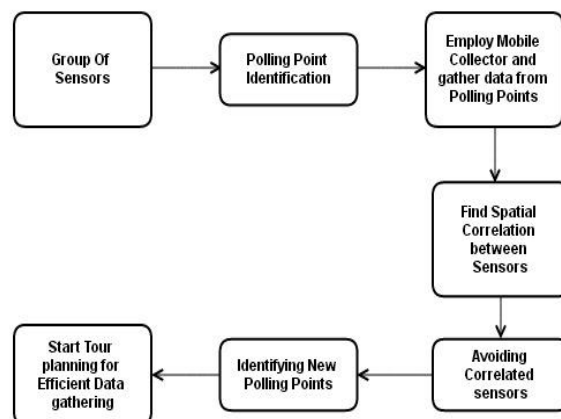 Group Of
Sensors
Polling Point
Identification
Employ Mobile
Collector and
gather data from
Polling Points
Find Spatial
Correlation
between
Sensors
Avoiding
Correlated
sensors
Identifying New
Polling Points
Start Tour
planning for
Efficient Data
gathering